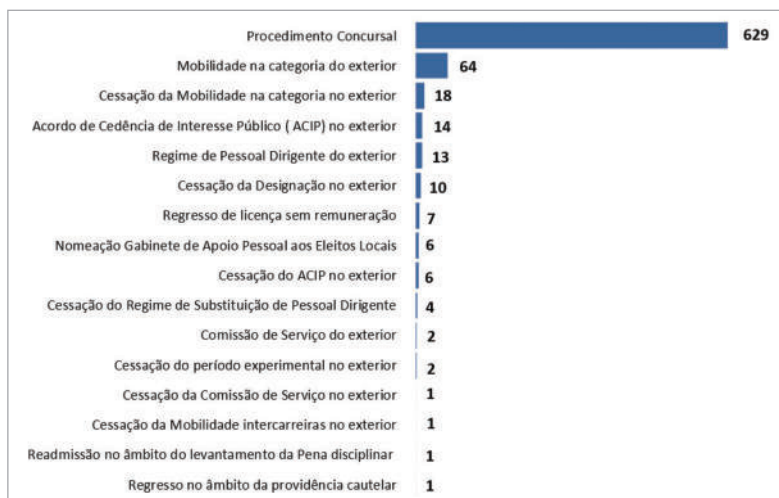 Procedimento Concursal 629
Mobilidade na categoria do exterior 64
Cessação da Mobilidade na categoria no exterior 18
Acordo de Cedência de Interesse Público ( ACIP) no exterior 14
Regime de Pessoal Dirigente do exterior 13
Cessação da Designação no exterior 10
Regresso de licença sem remuneração 7
Nomeação Gabinete de Apoio Pessoal aos Eleitos Locais 6
Cessação do ACIP no exterior 6
Cessação do Regime de Substituição de Pessoal Dirigente 4
Comissão de Serviço do exterior 2
Cessação do período experimental no exterior 2
Cessação da Comissão de Serviço no exterior 1
Cessação da Mobilidade intercarreiras no exterior 1
Readmissão no âmbito do levantamento da Pena disciplinar 1
Regresso no âmbito da providência cautelar 1